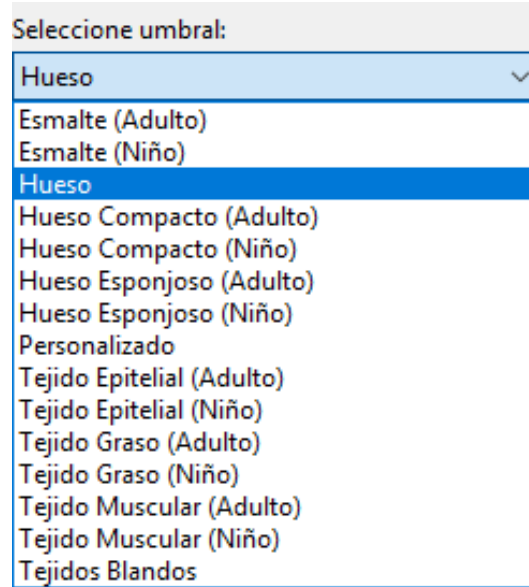 Seleccione umbral:
Hueso
Esmalte (Adulto)
Esmalte (Niño)
Hueso
Hueso Compacto (Adulto)
Hueso Compacto (Niño)
Hueso Esponjoso (Adulto)
Hueso Esponjoso (Niño)
Personalizado
Tejido Epitelial (Adulto)
Tejido Epitelial (Niño)
Tejido Graso (Adulto)
Tejido Graso (Niño)
Tejido Muscular (Adulto)
Tejido Muscular (Niño)
Tejidos Blandos